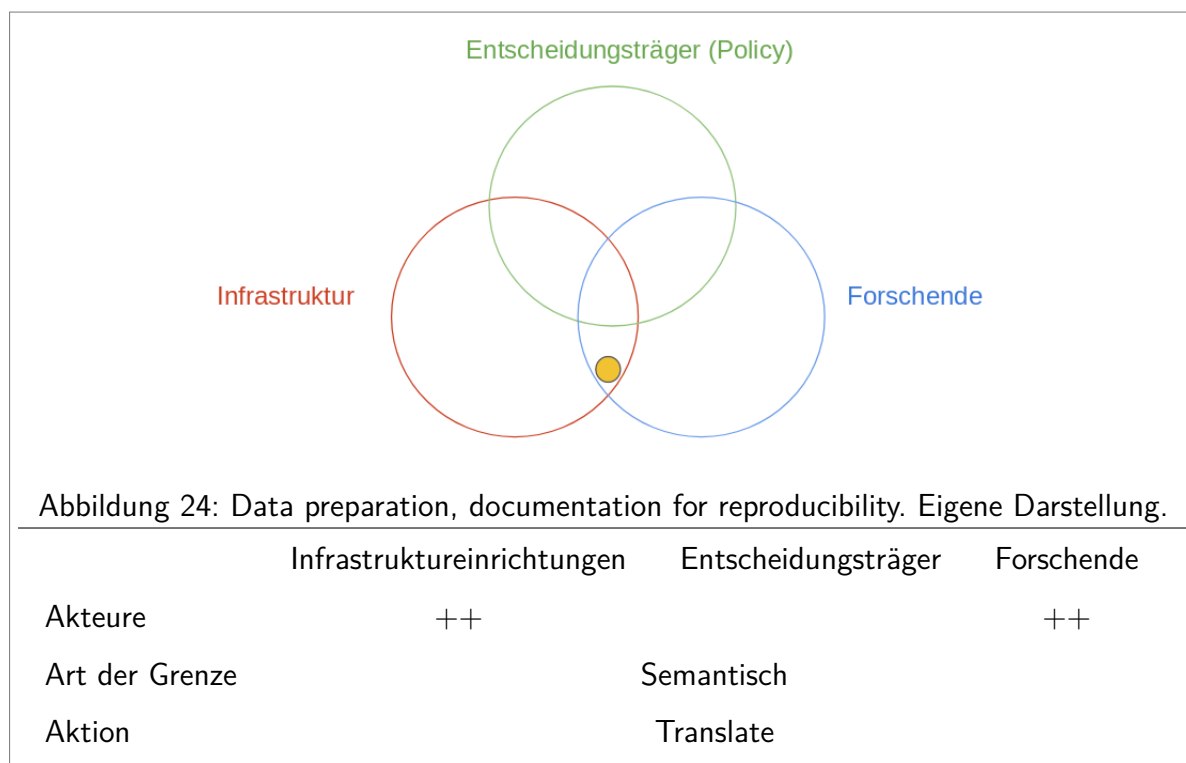 Entscheidungsträger (Policy)
Infrastruktur
Forschende
Abbildung 24: Data preparation, documentation for reproducibility. Eigene Darstellung.
Infrastruktureinrichtungen Entscheidungsträger Forschende
Akteure ++ ++
Art der Grenze Semantisch
Aktion Translate